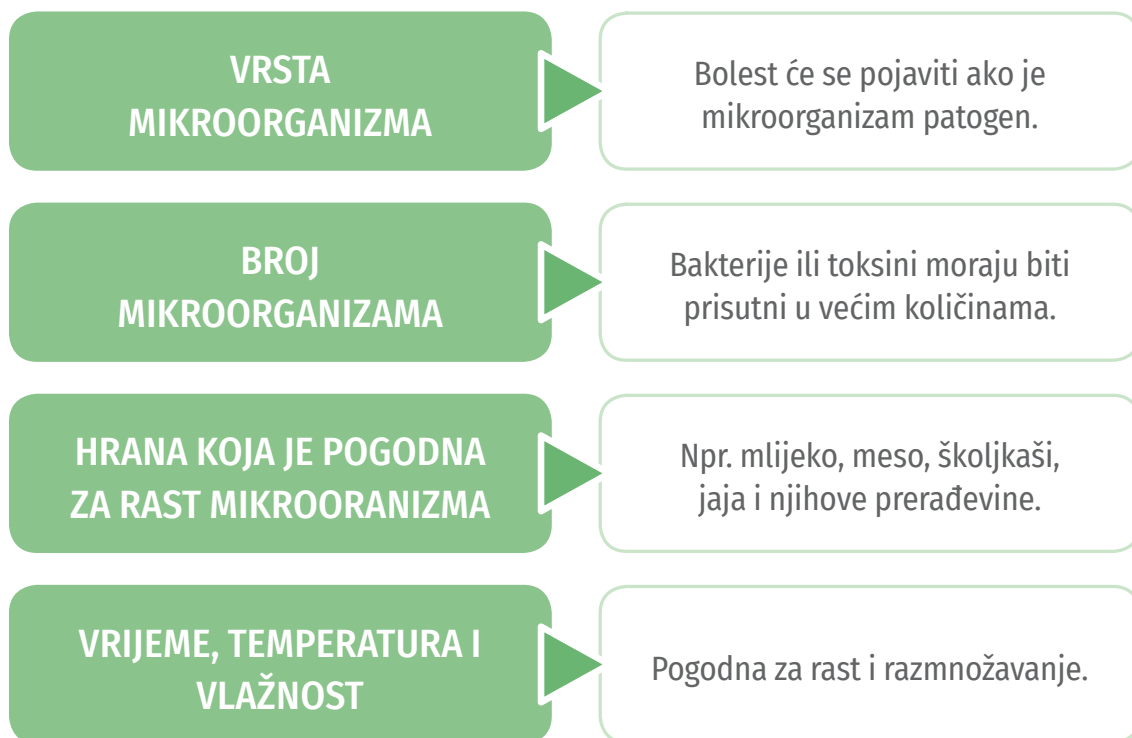 VRSTA
MIKROORGANIZMA
Bolest će se pojaviti ako je
mikroorganizam patogen.
BROJ
MIKROORGANIZAMA
Bakterije ili toksini moraju biti
prisutni u većim količinama.
HRANA KOJA JE POGODNA
ZA RAST MIKROORANIZMA
Npr. mlijeko, meso, školjkaši,
jaja i njihove prerađevine.
VRIJEME, TEMPERATURA I
VLAŽNOST
Pogodna za rast i razmnožavanje.